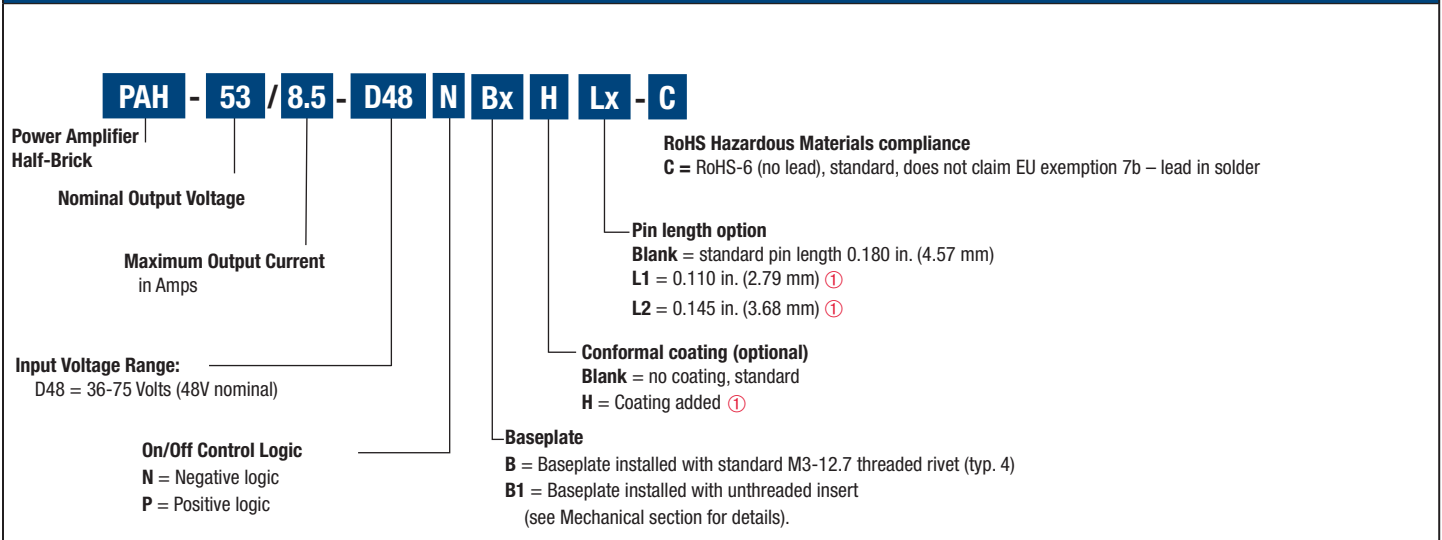 PAH - 53 / 8.5 - D48 N Bx H Lx - C
Power Amplifier
Half-Brick
RoHS Hazardous Materials compliance
C = RoHS-6 (no lead), standard, does not claim EU exemption 7b – lead in solder
Nominal Output Voltage
Pin length option
Blank = standard pin length 0.180 in. (4.57 mm)
L1 = 0.110 in. (2.79 mm) ①
L2 = 0.145 in. (3.68 mm) ①
Maximum Output Current
in Amps
Conformal coating (optional)
Blank = no coating, standard
H = Coating added ①
Input Voltage Range:
D48 = 36-75 Volts (48V nominal)
Baseplate
B = Baseplate installed with standard M3-12.7 threaded rivet (typ. 4)
B1 = Baseplate installed with unthreaded insert
(see Mechanical section for details).
On/Off Control Logic
N = Negative logic
P = Positive logic